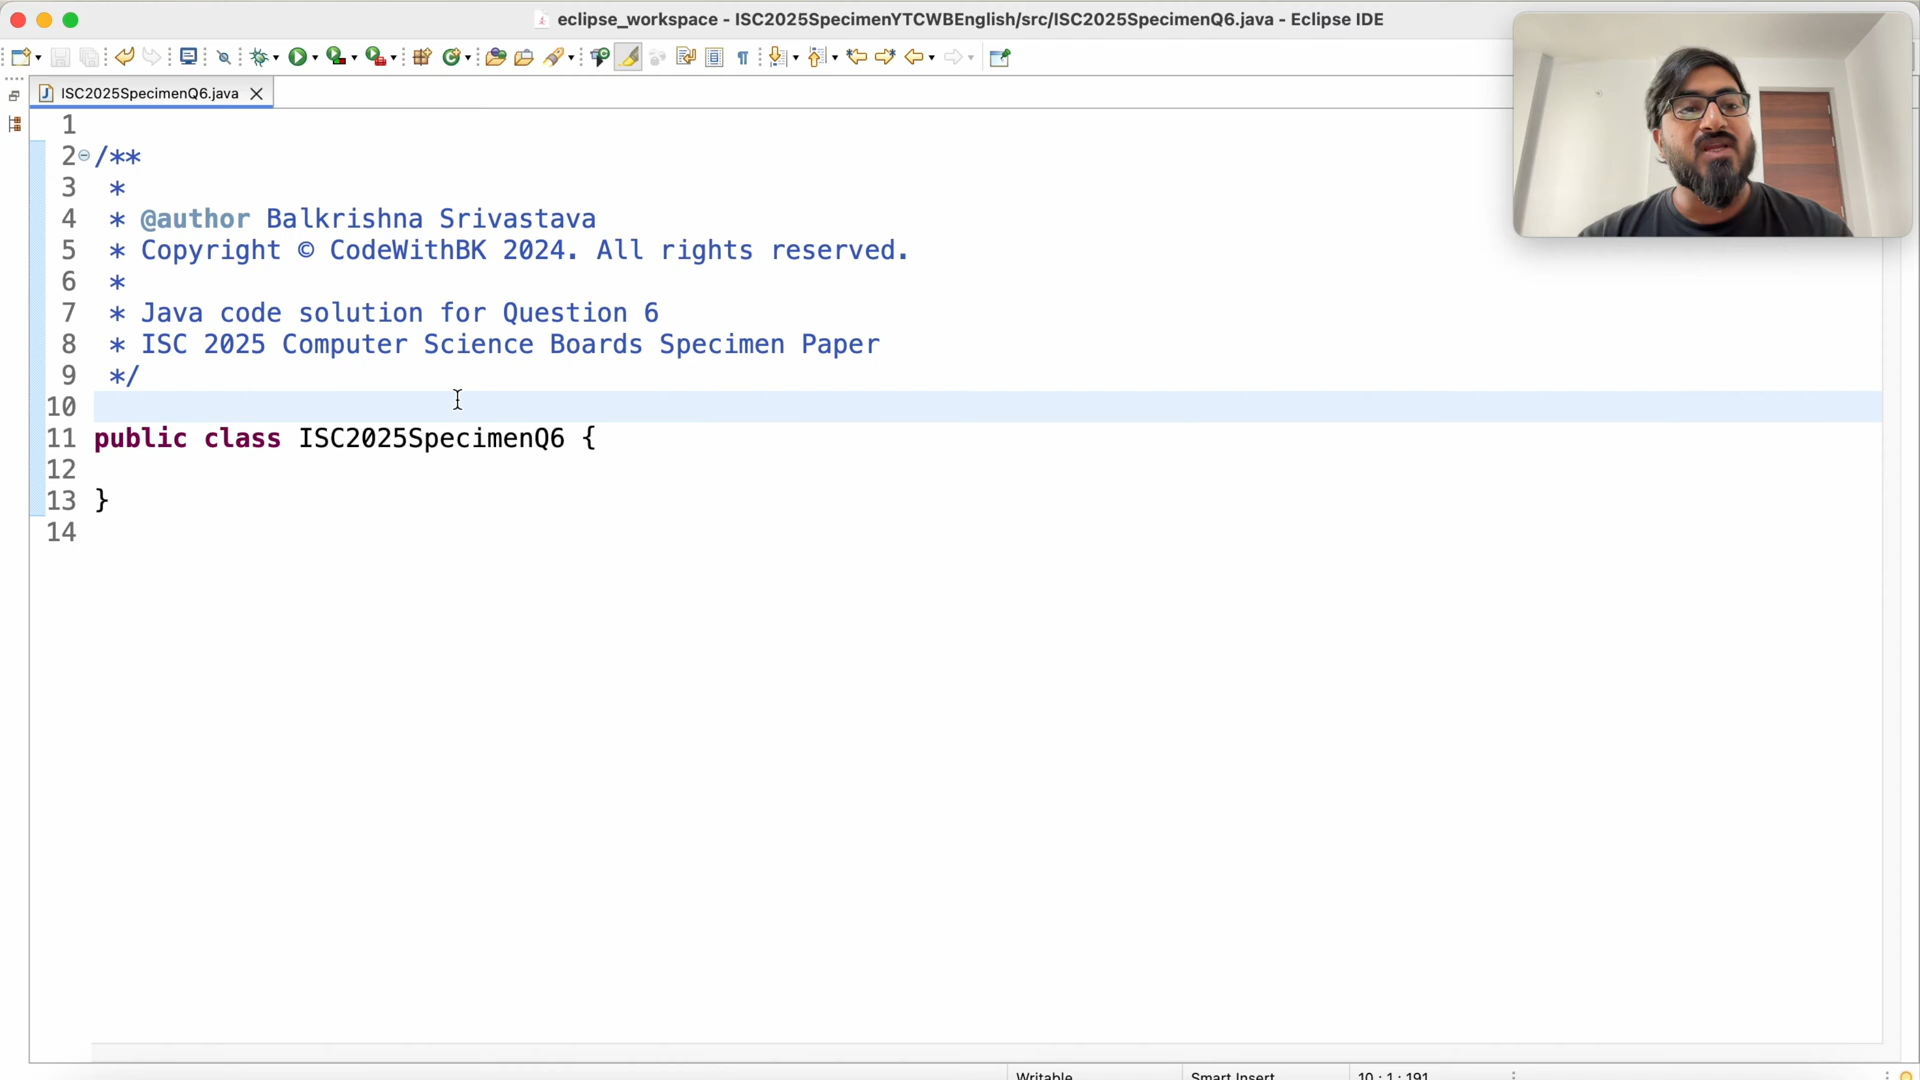 eclipse_workspace - ISC2025SpecimenYTCWBEnglish/src/ISC2025SpecimenQ6.java - Eclipse IDE
ISC2025SpecimenQ6.java
1
2 /**
3 *
4 * @author Balkrishna Srivastava
5 * Copyright © CodeWithBK 2024. All rights reserved.
6 *
7 * Java code solution for Question 6
8 * ISC 2025 Computer Science Boards Specimen Paper
9 */
10
11 public class ISC2025SpecimenQ6 {
12
13 }
14
Writable Smart Insert 10 : 1 : 191